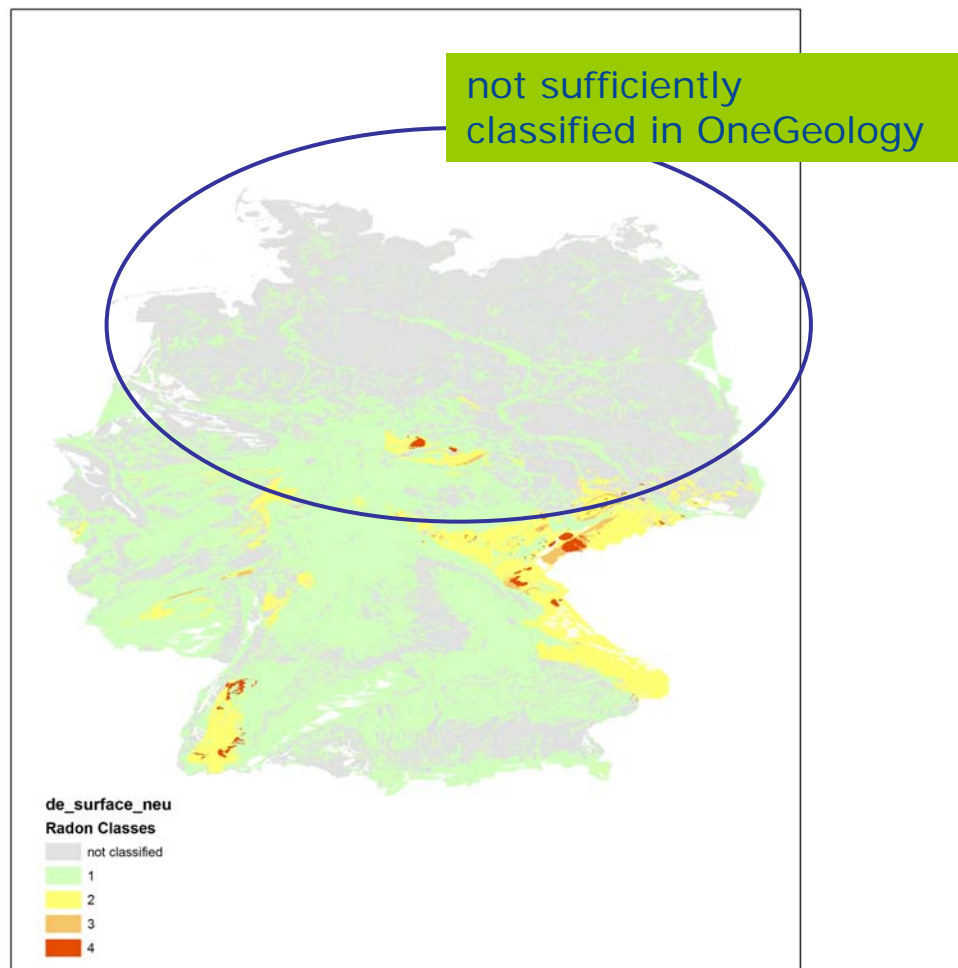 not sufficiently
classified in OneGeology
de_surface_neu
Radon Classes
not classified
1
2
3
4